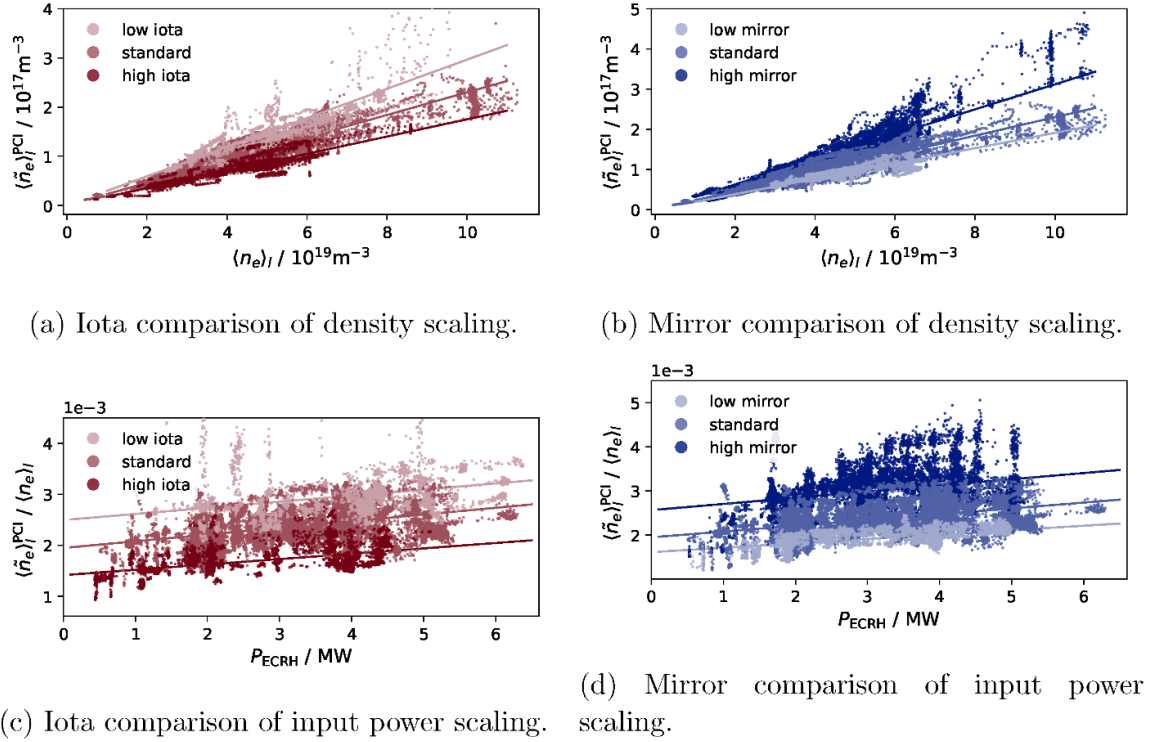 4
3
2
1
0
⟨ñe⟩l^PCI / 10^17 m^−3
low iota
standard
high iota
0 2 4 6 8 10
⟨ne⟩l / 10^19 m^−3
(a) Iota comparison of density scaling.
5
4
3
2
1
0
⟨ñe⟩l^PCI / 10^17 m^−3
low mirror
standard
high mirror
0 2 4 6 8 10
⟨ne⟩l / 10^19 m^−3
(b) Mirror comparison of density scaling.
1e−3
4
3
2
1
⟨ñe⟩l^PCI / ⟨ne⟩l
low iota
standard
high iota
0 1 2 3 4 5 6
PECRH / MW
(c) Iota comparison of input power scaling.
1e−3
5
4
3
2
⟨ñe⟩l^PCI / ⟨ne⟩l
low mirror
standard
high mirror
0 1 2 3 4 5 6
PECRH / MW
(d) Mirror comparison of input power
scaling.